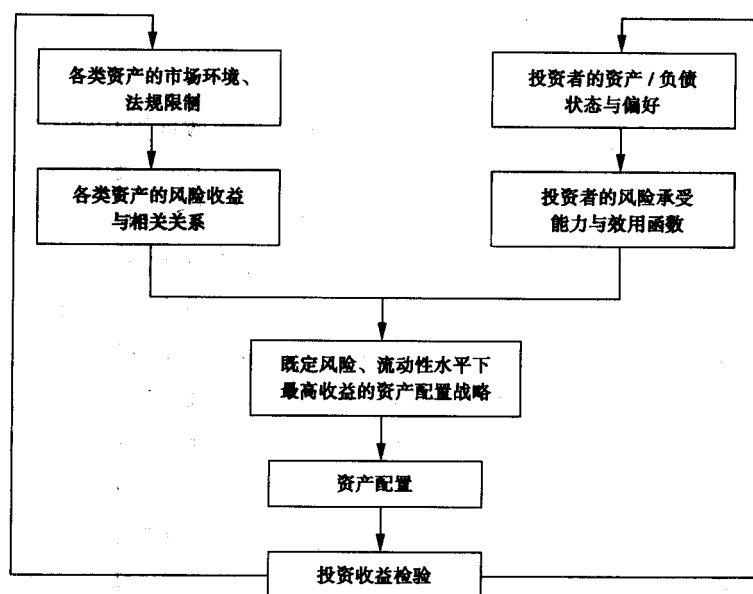 各类资产的市场环境、
法规限制
投资者的资产 / 负债
状态与偏好
各类资产的风险收益
与相关关系
投资者的风险承受
能力与效用函数
既定风险、流动性水平下
最高收益的资产配置战略
资产配置
投资收益检验